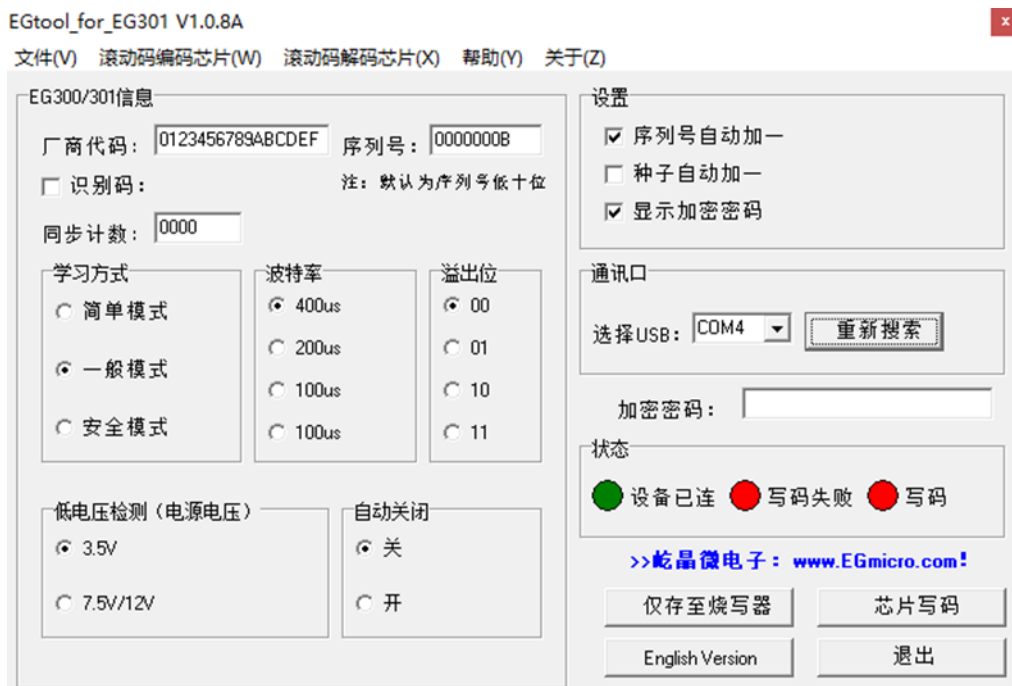 EGtool_for_EG301 V1.0.8A
x
文件(V) 滚动码编码芯片(W) 滚动码解码芯片(X) 帮助(Y) 关于(Z)
EG300/301信息
厂商代码: 0123456789ABCDEF 序列号: 0000000B
识别码: 注: 默认为序列号低十位
同步计数: 0000
学习方式
简单模式
一般模式
安全模式
波特率
400us
200us
100us
100us
溢出位
00
01
10
11
低电压检测(电源电压)
3.5V
7.5V/12V
自动关闭
关
开
设置
序列号自动加一
种子自动加一
显示加密密码
通讯口
选择USB: COM4 重新搜索
加密密码:
状态
设备已连 写码失败 写码
>>屹晶微电子: www.EGmicro.com!
仅存至烧写器 芯片写码
English Version 退出